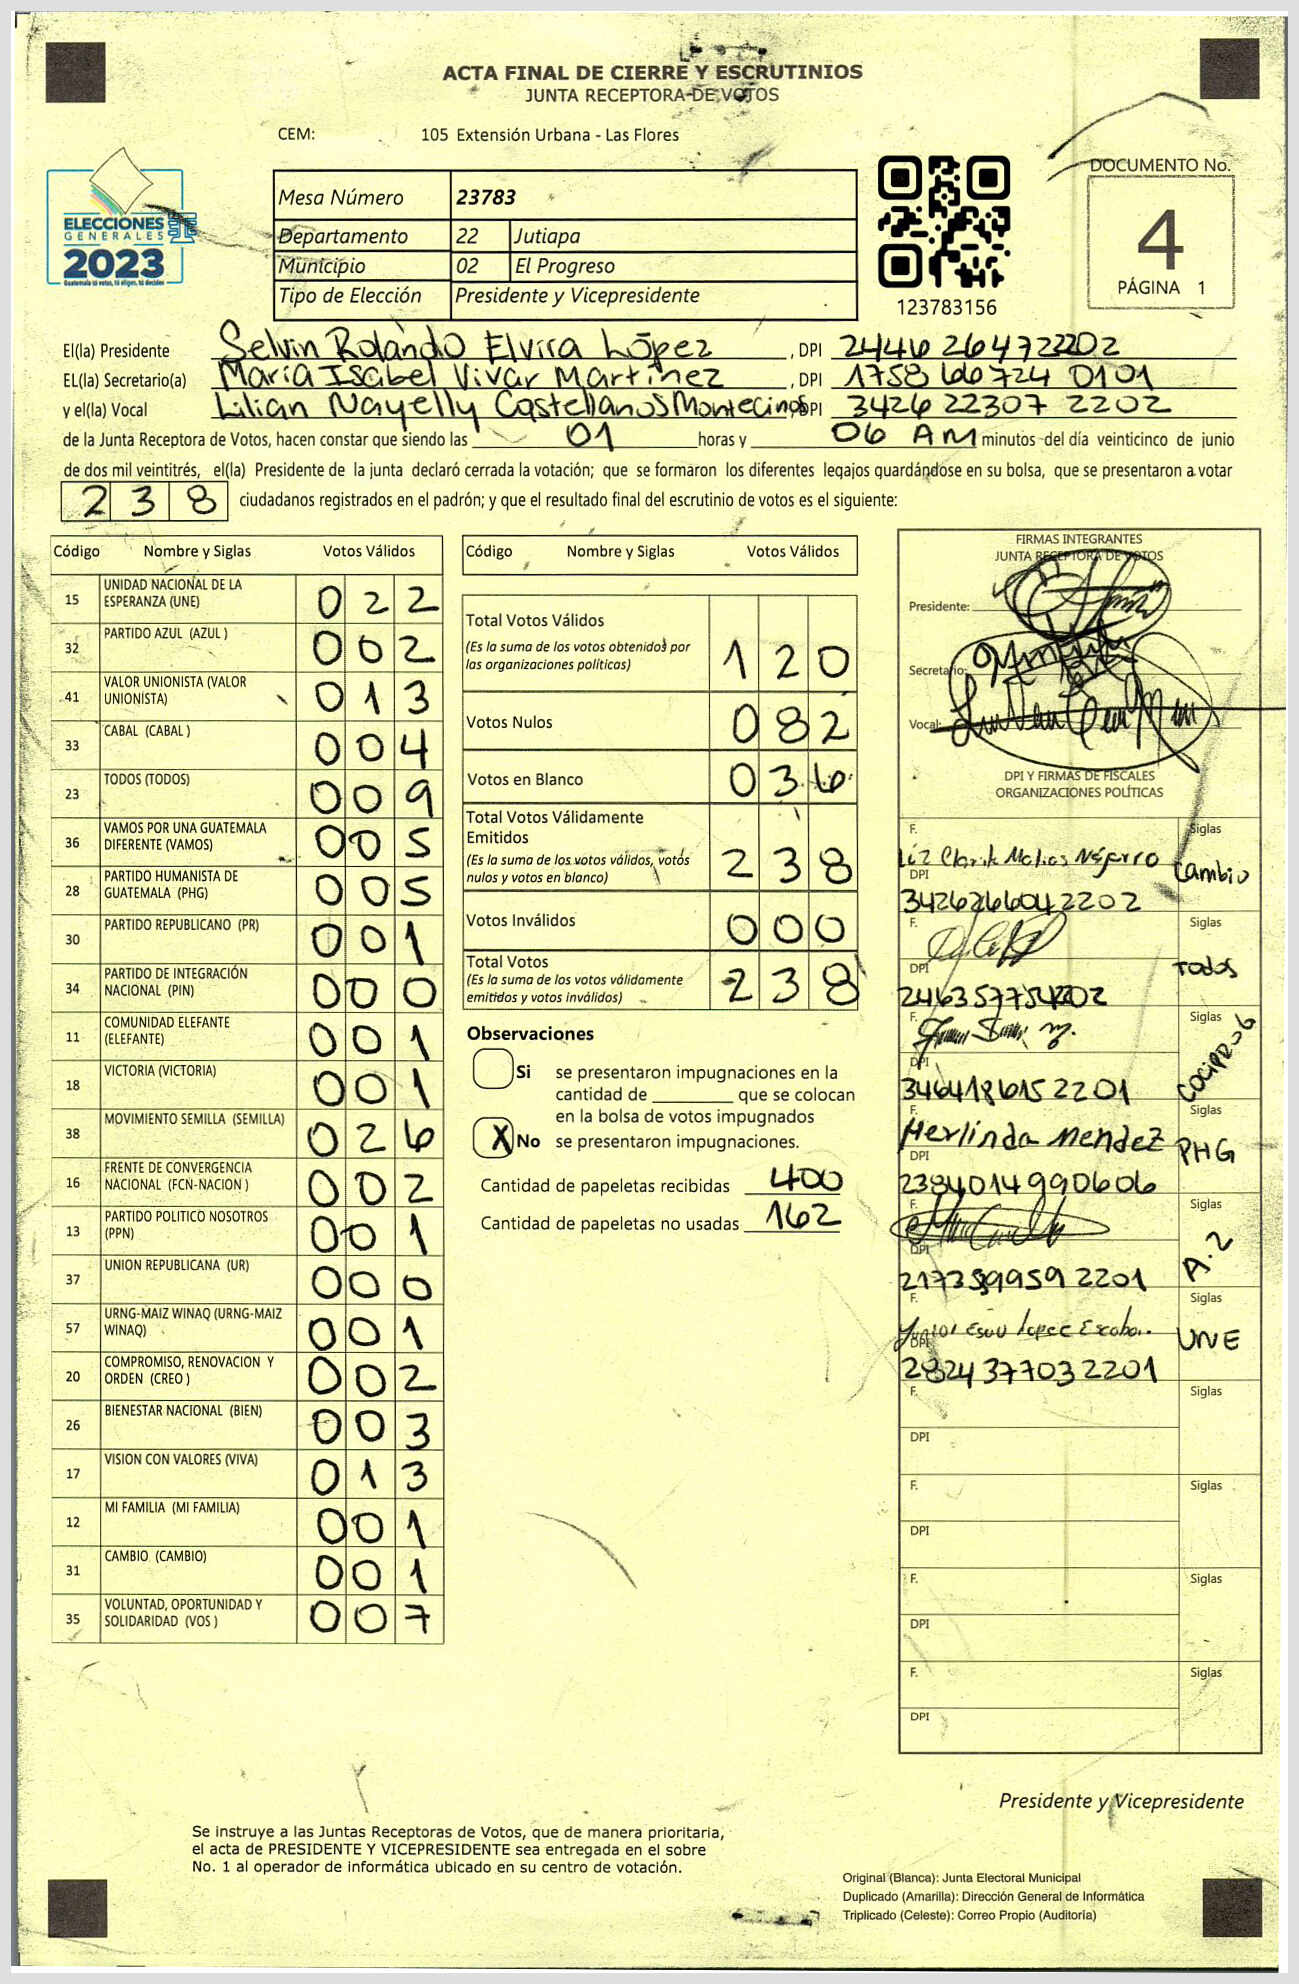 ACTA FINAL DE CIERRE Y ESCRUTINIOS
JUNTA RECEPTORA DE VOTOS
CEM: 105 Extensión Urbana - Las Flores
ELECCIONES
GENERALES
2023
Guatemala tú votas, tú eliges, tú decides
Mesa Número 23783
Departamento 22 Jutiapa
Municipio 02 El Progreso
Tipo de Elección Presidente y Vicepresidente
123783156
DOCUMENTO No.
4
PÁGINA 1
El(la) Presidente Selvin Rolando Elvira López, DPI 2446 26472 2202
EL(la) Secretario(a) María Isabel Vivar Martínez, DPI 1758 66724 0101
y el(la) Vocal Lilian Nayelly Castellanos Montecinos, DPI 3426 22307 2202
de la Junta Receptora de Votos, hacen constar que siendo las 01 horas y 06 AM minutos del día veinticinco de junio
de dos mil veintitrés, el(la) Presidente de la junta declaró cerrada la votación; que se formaron los diferentes legajos guardándose en su bolsa, que se presentaron a votar
238 ciudadanos registrados en el padrón; y que el resultado final del escrutinio de votos es el siguiente:
Código Nombre y Siglas Votos Válidos
15 UNIDAD NACIONAL DE LA ESPERANZA (UNE) 022
32 PARTIDO AZUL (AZUL ) 002
41 VALOR UNIONISTA (VALOR UNIONISTA) 013
33 CABAL (CABAL ) 004
23 TODOS (TODOS) 009
36 VAMOS POR UNA GUATEMALA DIFERENTE (VAMOS) 005
28 PARTIDO HUMANISTA DE GUATEMALA (PHG) 005
30 PARTIDO REPUBLICANO (PR) 001
34 PARTIDO DE INTEGRACIÓN NACIONAL (PIN) 000
11 COMUNIDAD ELEFANTE (ELEFANTE) 001
18 VICTORIA (VICTORIA) 001
38 MOVIMIENTO SEMILLA (SEMILLA) 026
16 FRENTE DE CONVERGENCIA NACIONAL (FCN-NACION ) 002
13 PARTIDO POLITICO NOSOTROS (PPN) 001
37 UNION REPUBLICANA (UR) 000
57 URNG-MAIZ WINAQ (URNG-MAIZ WINAQ) 001
20 COMPROMISO, RENOVACION Y ORDEN (CREO ) 002
26 BIENESTAR NACIONAL (BIEN) 003
17 VISION CON VALORES (VIVA) 013
12 MI FAMILIA (MI FAMILIA) 001
31 CAMBIO (CAMBIO) 001
35 VOLUNTAD, OPORTUNIDAD Y SOLIDARIDAD (VOS ) 007
Código Nombre y Siglas Votos Válidos
Total Votos Válidos
(Es la suma de los votos obtenidos por
las organizaciones políticas) 120
Votos Nulos 082
Votos en Blanco 036
Total Votos Válidamente
Emitidos
(Es la suma de los votos válidos, votos
nulos y votos en blanco) 238
Votos Inválidos 000
Total Votos
(Es la suma de los votos válidamente
emitidos y votos inválidos) 238
Observaciones
Si se presentaron impugnaciones en la
cantidad de ________ que se colocan
en la bolsa de votos impugnados
X No se presentaron impugnaciones.
Cantidad de papeletas recibidas 400
Cantidad de papeletas no usadas 162
FIRMAS INTEGRANTES
JUNTA RECEPTORA DE VOTOS
Presidente:
Secretario:
Vocal:
DPI Y FIRMAS DE FISCALES
ORGANIZACIONES POLÍTICAS
F. Siglas
Cambio
DPI
3426266042202
F. Siglas
Todos
DPI
F. Siglas
DPI
3464186152201
F. Siglas
Herlinda Mendez PHG
DPI
2384014990606
F. Siglas
A.2
DPI
2173599592201
F. Siglas
UNE
DPI
2824377032201
F. Siglas
DPI
F. Siglas
DPI
F. Siglas
DPI
F. Siglas
DPI
Presidente y Vicepresidente
Se instruye a las Juntas Receptoras de Votos, que de manera prioritaria,
el acta de PRESIDENTE Y VICEPRESIDENTE sea entregada en el sobre
No. 1 al operador de informática ubicado en su centro de votación.
Original (Blanca): Junta Electoral Municipal
Duplicado (Amarilla): Dirección General de Informática
Triplicado (Celeste): Correo Propio (Auditoría)